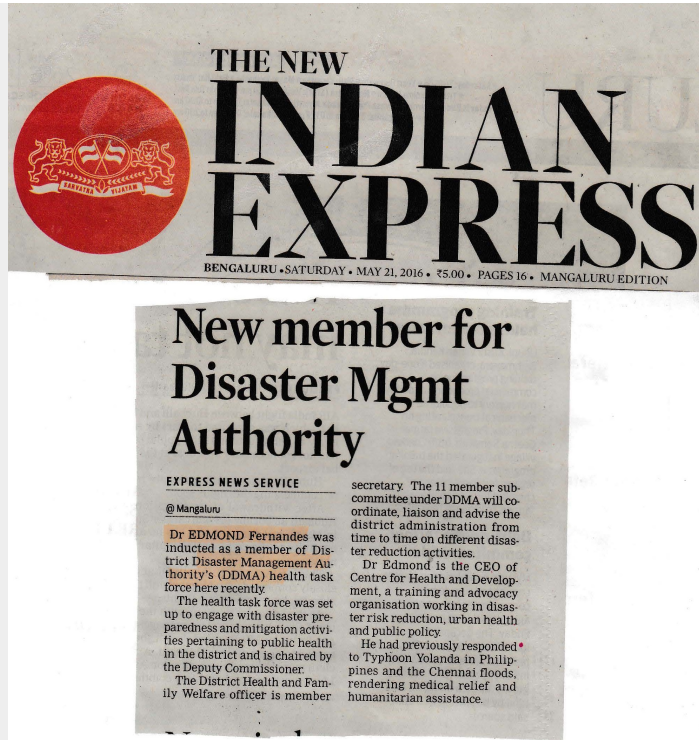 THE NEW
INDIAN
EXPRESS
SARVATRA VIJAYAM
BENGALURU • SATURDAY • MAY 21, 2016 • ₹5.00 • PAGES 16 • MANGALURU EDITION
New member for
Disaster Mgmt
Authority
EXPRESS NEWS SERVICE
@ Mangaluru
Dr EDMOND Fernandes was
inducted as a member of Dis-
trict Disaster Management Au-
thority's (DDMA) health task
force here recently.
The health task force was set
up to engage with disaster pre-
paredness and mitigation activi-
ties pertaining to public health
in the district and is chaired by
the Deputy Commissioner.
The District Health and Fam-
ily Welfare officer is member
secretary. The 11 member sub-
committee under DDMA will co-
ordinate, liaison and advise the
district administration from
time to time on different disas-
ter reduction activities.
Dr Edmond is the CEO of
Centre for Health and Develop-
ment, a training and advocacy
organisation working in disas-
ter risk reduction, urban health
and public policy.
He had previously responded
to Typhoon Yolanda in Philip-
pines and the Chennai floods,
rendering medical relief and
humanitarian assistance.